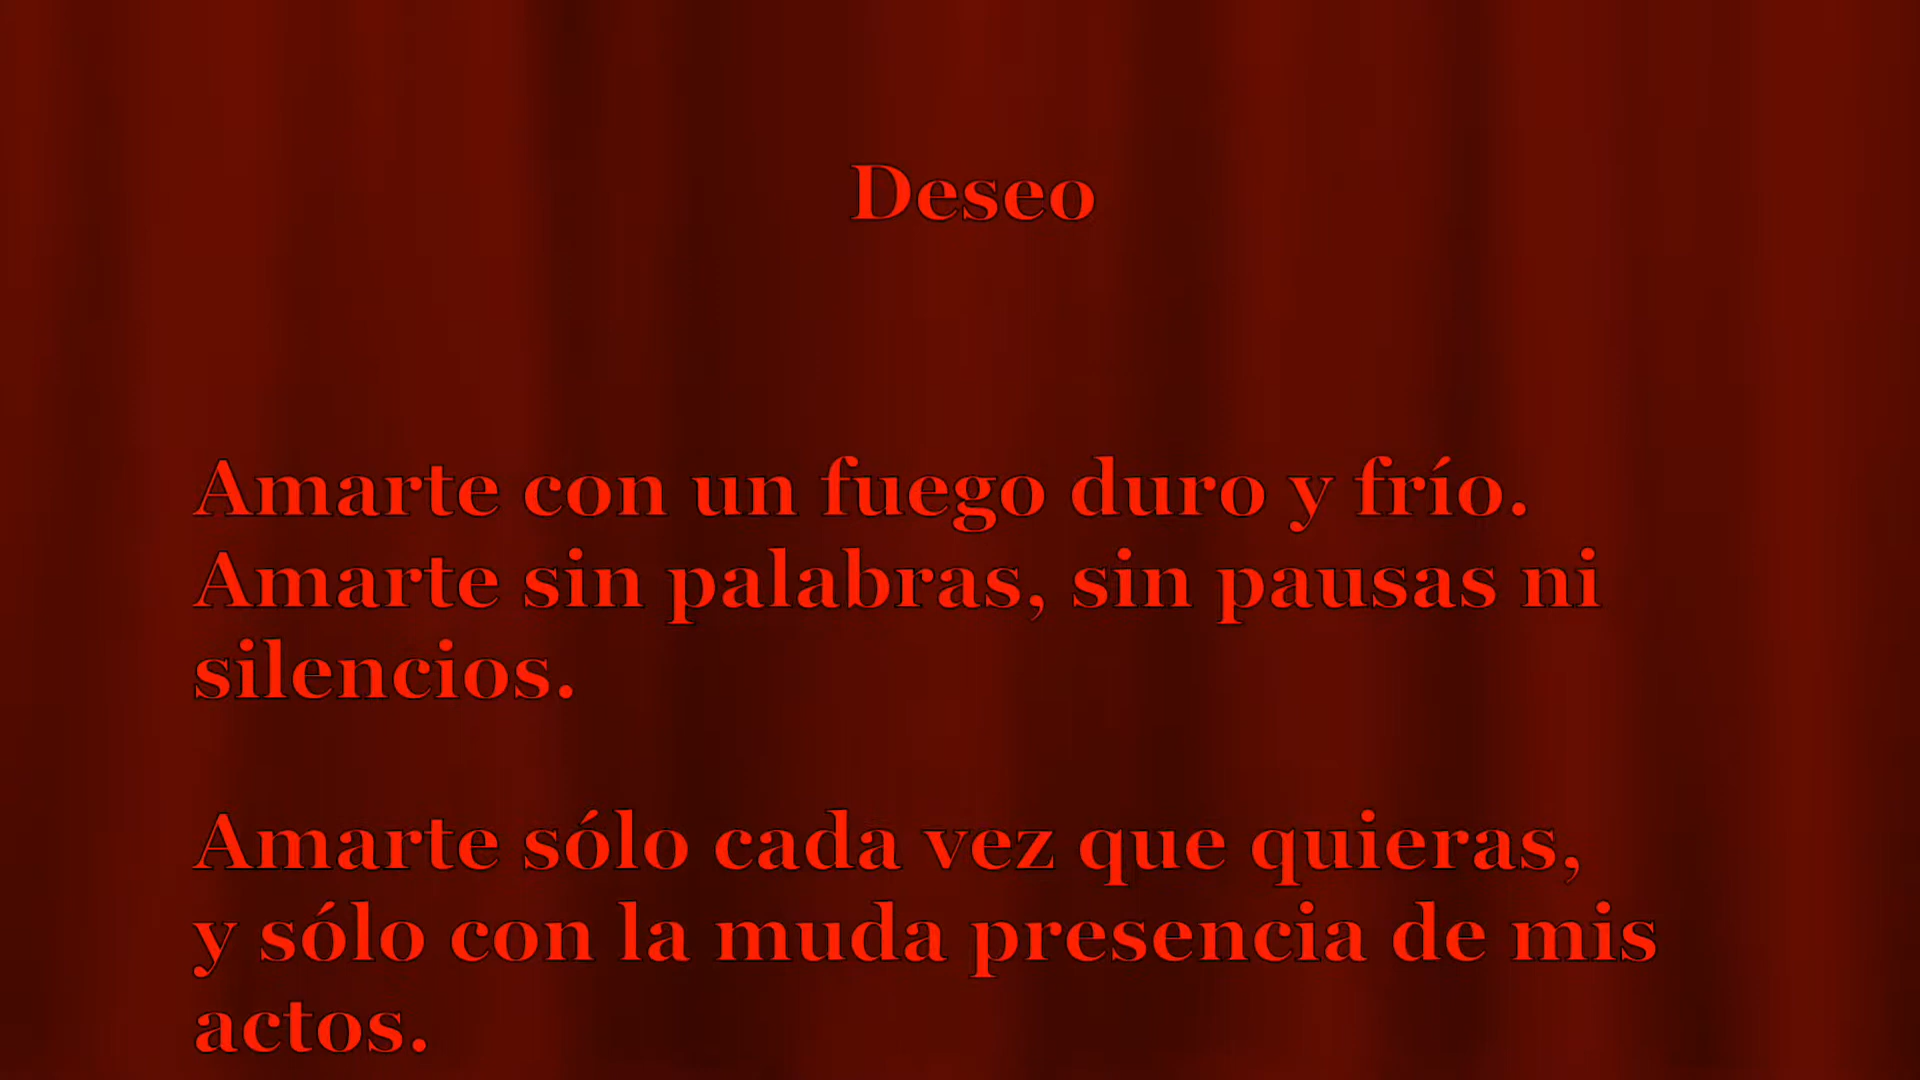 Deseo
Amarte con un fuego duro y frío.
Amarte sin palabras, sin pausas ni
silencios.
Amarte sólo cada vez que quieras,
y sólo con la muda presencia de mis
actos.